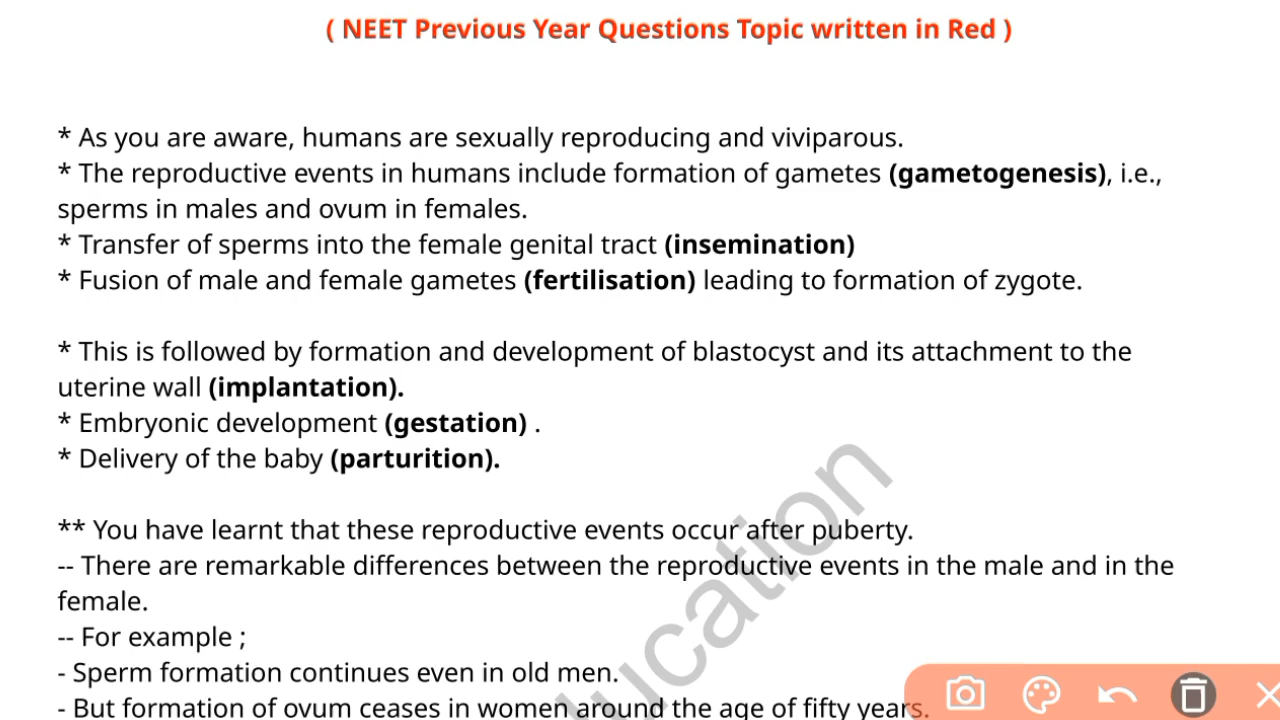 ( NEET Previous Year Questions Topic written in Red )
* As you are aware, humans are sexually reproducing and viviparous.
* The reproductive events in humans include formation of gametes (gametogenesis), i.e.,
sperms in males and ovum in females.
* Transfer of sperms into the female genital tract (insemination)
* Fusion of male and female gametes (fertilisation) leading to formation of zygote.
* This is followed by formation and development of blastocyst and its attachment to the
uterine wall (implantation).
* Embryonic development (gestation) .
* Delivery of the baby (parturition).
** You have learnt that these reproductive events occur after puberty.
-- There are remarkable differences between the reproductive events in the male and in the
female.
-- For example ;
- Sperm formation continues even in old men.
- But formation of ovum ceases in women around the age of fifty years.
ucation